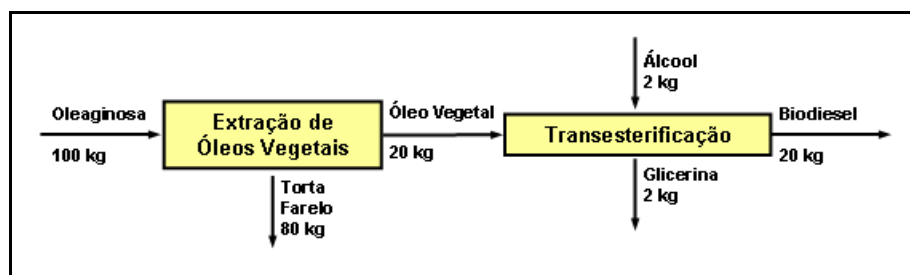 Oleaginosa
100 kg
Extração de
Óleos Vegetais
Torta
Farelo
80 kg
Óleo Vegetal
20 kg
Álcool
2 kg
Transesterificação
Glicerina
2 kg
Biodiesel
20 kg